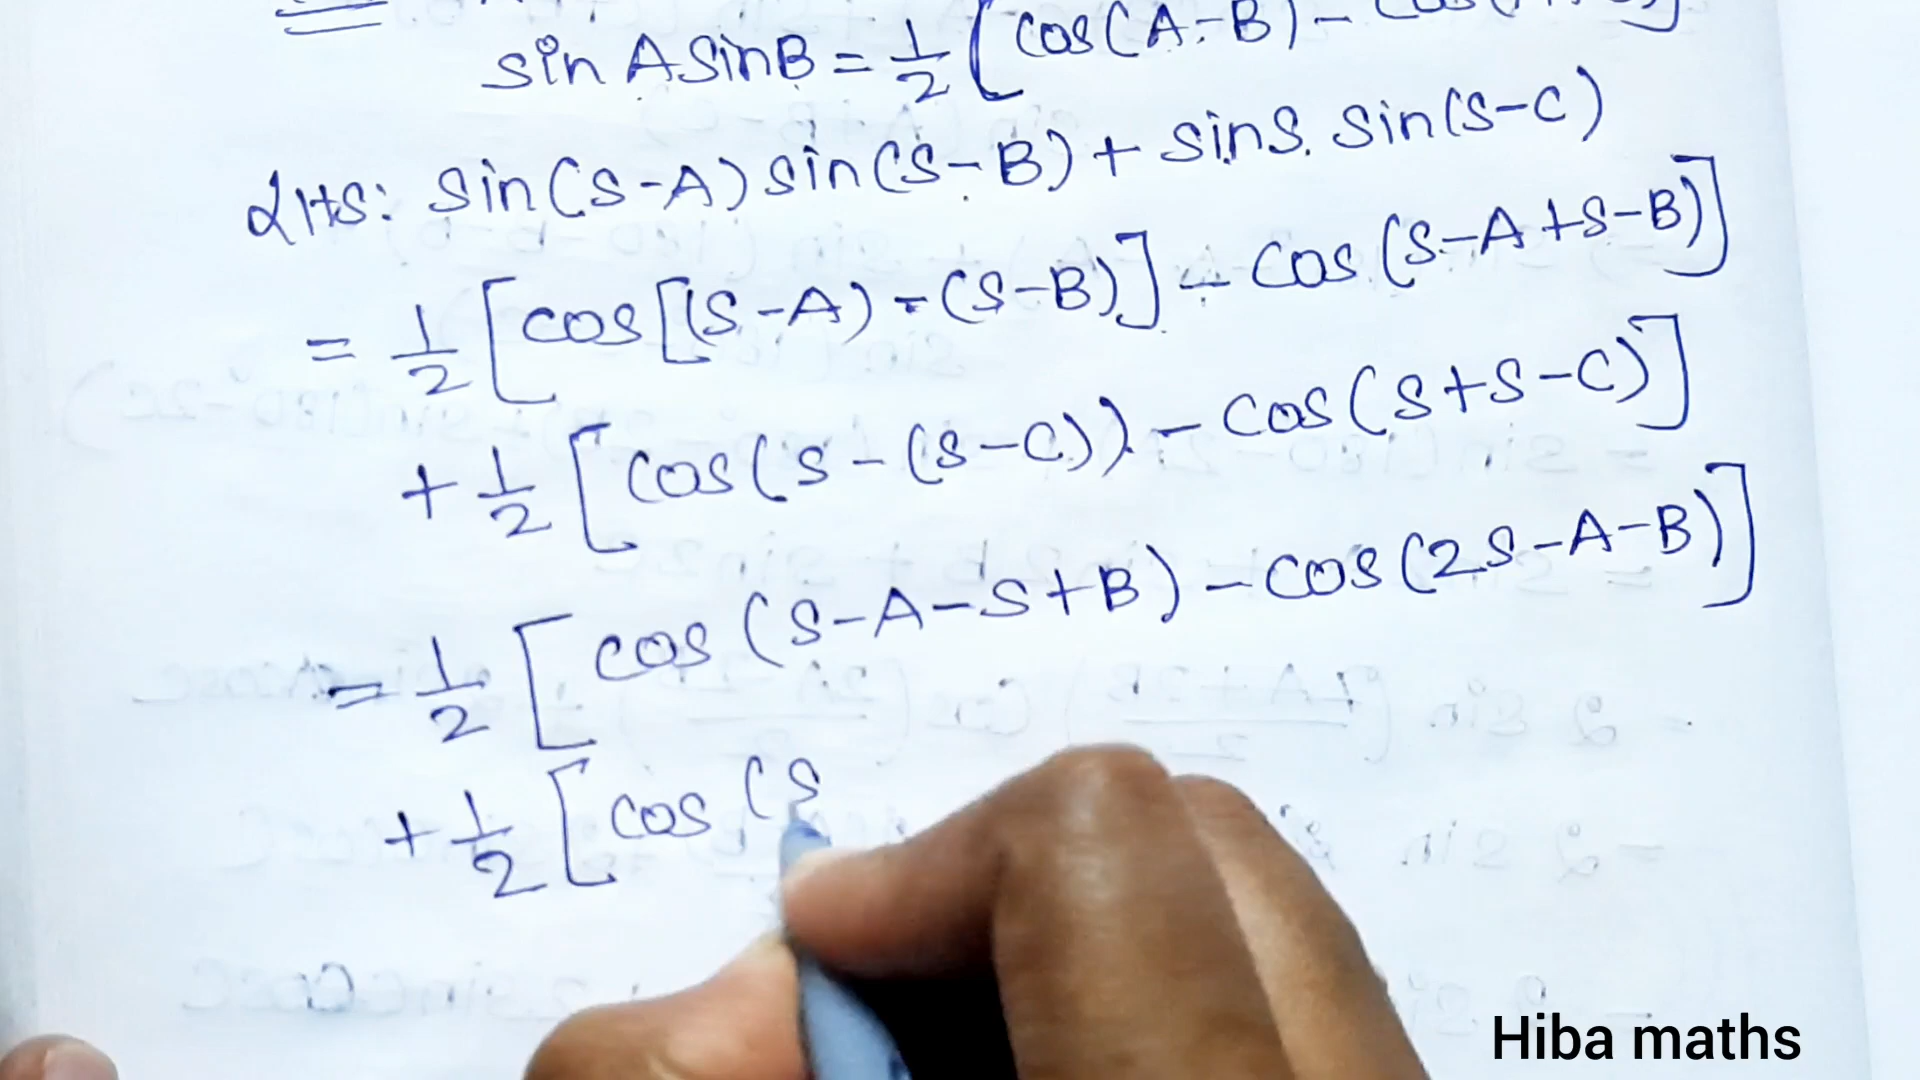 sin A sin B = 1/2 [cos(A-B) -
LHS: sin(S-A) sin(S-B) + sin S. sin(S-C)
= 1/2 [cos[(S-A) - (S-B)] - cos(S-A+S-B)]
+ 1/2 [cos(S-(S-C)) - cos(S+S-C)]
= 1/2 [cos(S-A-S+B) - cos(2S-A-B)]
+ 1/2 [cos (S
Hiba maths